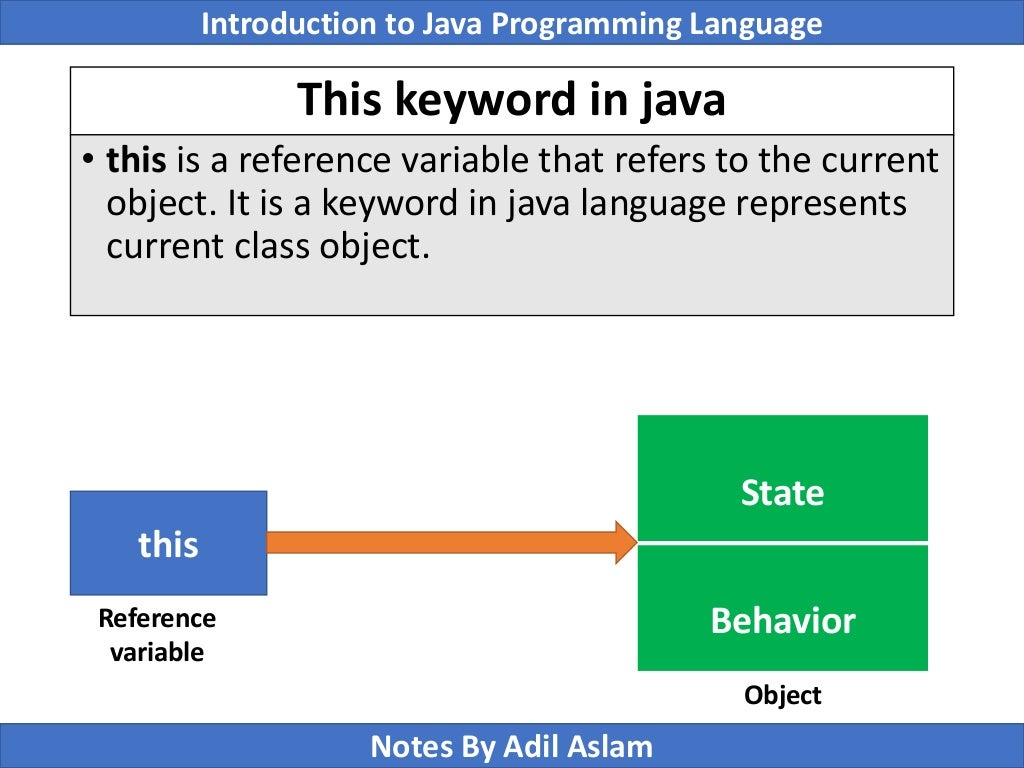 Introduction to Java Programming Language
This keyword in java
• this is a reference variable that refers to the current
object. It is a keyword in java language represents
current class object.
State
this
Reference
variable
Behavior
Object
Notes By Adil Aslam